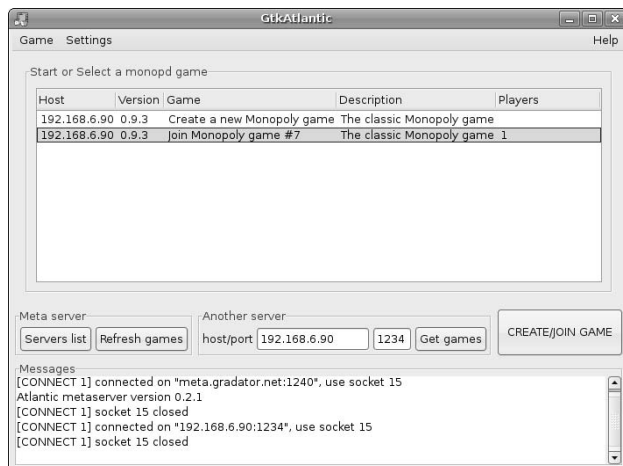 GtkAtlantic
Game Settings Help
Start or Select a monopd game
Host Version Game Description Players
192.168.6.90 0.9.3 Create a new Monopoly game The classic Monopoly game
192.168.6.90 0.9.3 Join Monopoly game #7 The classic Monopoly game 1
Meta server Another server
Servers list Refresh games host/port 192.168.6.90 1234 Get games CREATE/JOIN GAME
Messages
[CONNECT 1] connected on "meta.gradator.net:1240", use socket 15
Atlantic metaserver version 0.2.1
[CONNECT 1] socket 15 closed
[CONNECT 1] connected on "192.168.6.90:1234", use socket 15
[CONNECT 1] socket 15 closed